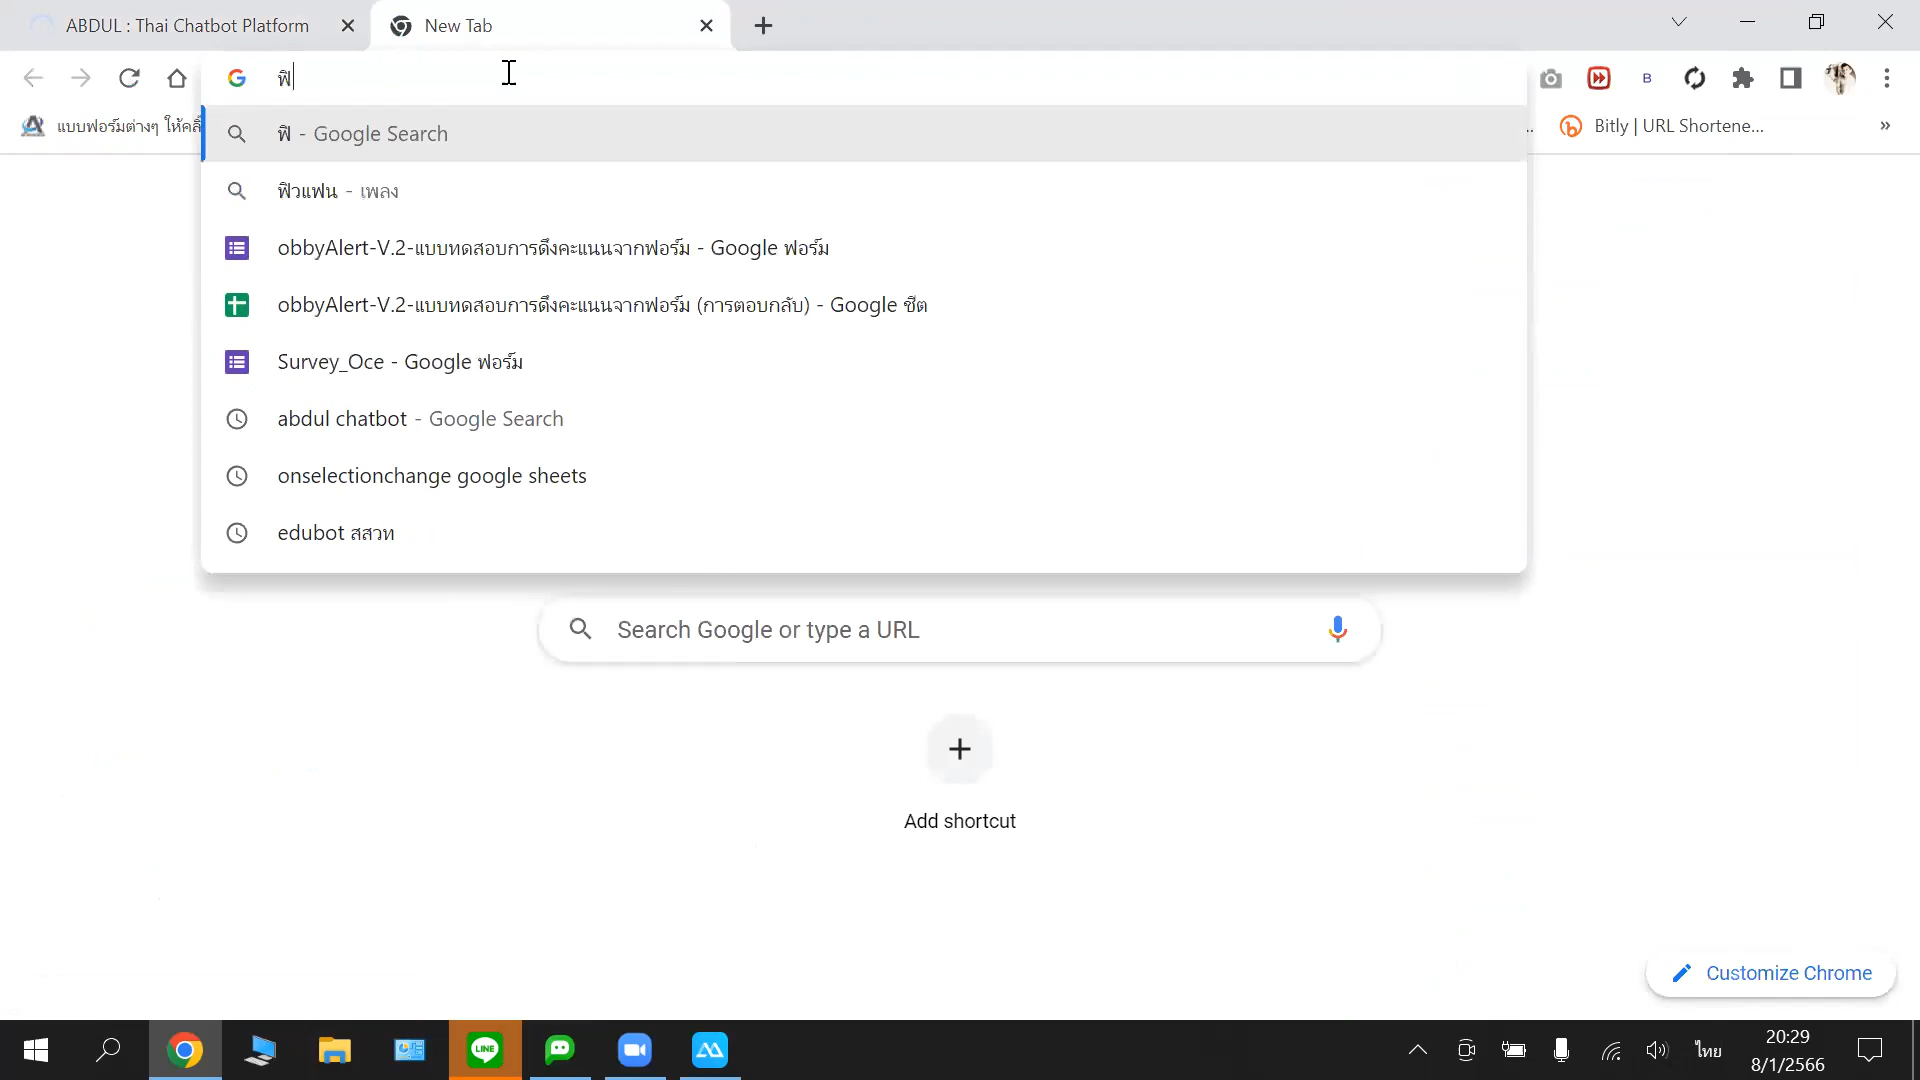 ABDUL : Thai Chatbot Platform
New Tab
ฟิ
แบบฟอร์มต่างๆ ให้คลิ
Bitly | URL Shortene...
ฟิ - Google Search
ฟิวแฟน - เพลง
obbyAlert-V.2-แบบทดสอบการดึงคะแนนจากฟอร์ม - Google ฟอร์ม
obbyAlert-V.2-แบบทดสอบการดึงคะแนนจากฟอร์ม (การตอบกลับ) - Google ชีต
Survey_Oce - Google ฟอร์ม
abdul chatbot - Google Search
onselectionchange google sheets
edubot สสวท
Search Google or type a URL
Add shortcut
Customize Chrome
LINE
ไทย
20:29
8/1/2566